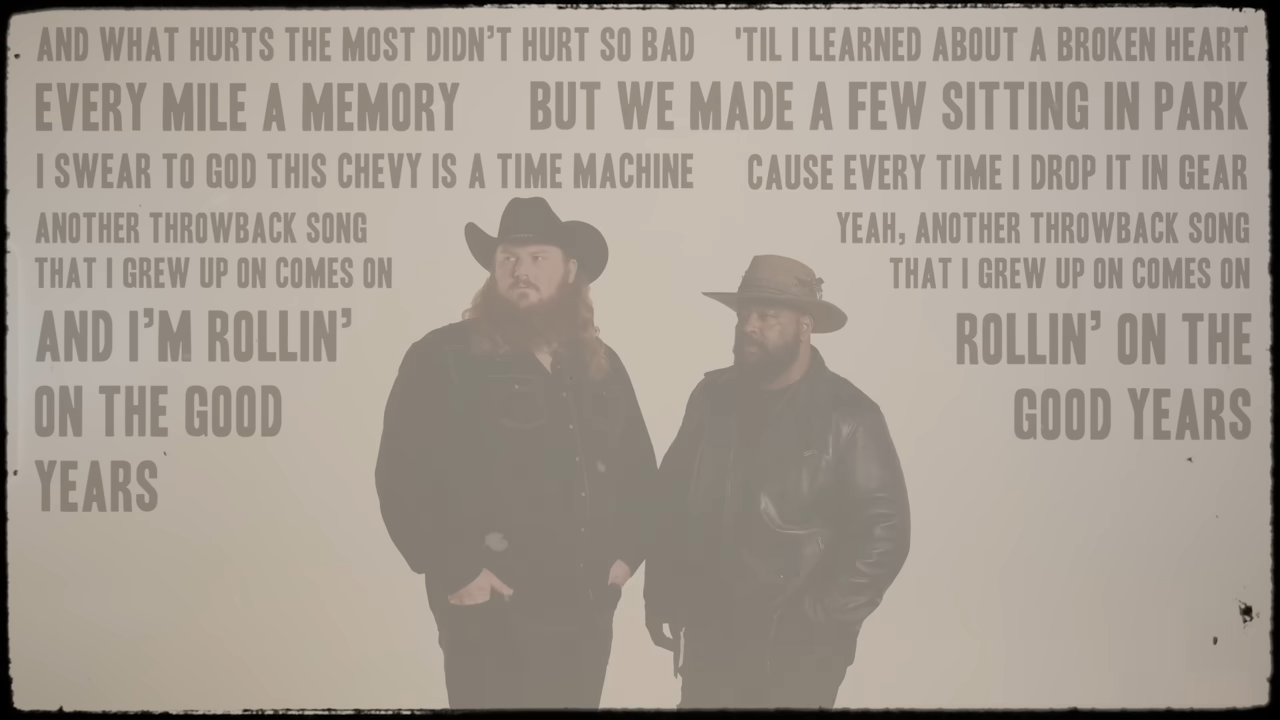 AND WHAT HURTS THE MOST DIDN’T HURT SO BAD 'TIL I LEARNED ABOUT A BROKEN HEART
EVERY MILE A MEMORY BUT WE MADE A FEW SITTING IN PARK
I SWEAR TO GOD THIS CHEVY IS A TIME MACHINE CAUSE EVERY TIME I DROP IT IN GEAR
ANOTHER THROWBACK SONG
THAT I GREW UP ON COMES ON
AND I’M ROLLIN’
ON THE GOOD
YEARS
YEAH, ANOTHER THROWBACK SONG
THAT I GREW UP ON COMES ON
ROLLIN’ ON THE
GOOD YEARS